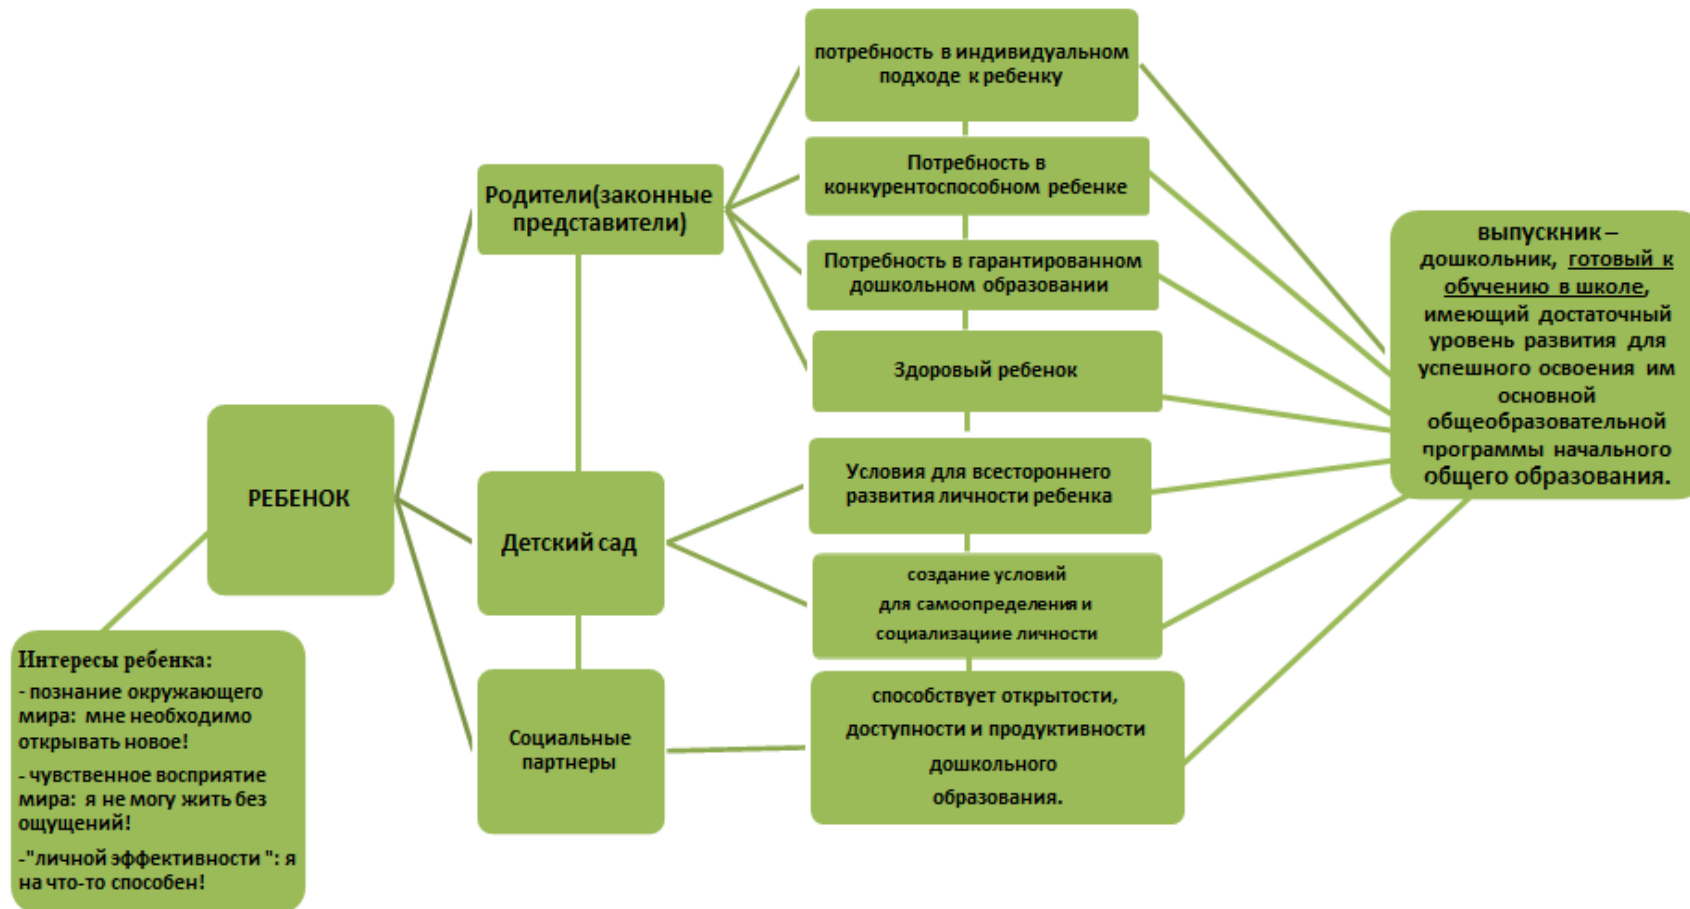 РЕБЕНОК
Интересы ребенка:
- познание окружающего
мира: мне необходимо
открывать новое!
- чувственное восприятие
мира: я не могу жить без
ощущений!
-"личной эффективности ": я
на что-то способен!
Родители(законные
представители)
Детский сад
Социальные
партнеры
потребность в индивидуальном
подходе к ребенку
Потребность в
конкурентоспособном ребенке
Потребность в гарантированном
дошкольном образовании
Здоровый ребенок
Условия для всестороннего
развития личности ребенка
создание условий
для самоопределения и
социализациие личности
способствует открытости,
доступности и продуктивности
дошкольного
образования.
выпускник –
дошкольник, готовый к
обучению в школе,
имеющий достаточный
уровень развития для
успешного освоения им
основной
общеобразовательной
программы начального
общего образования.